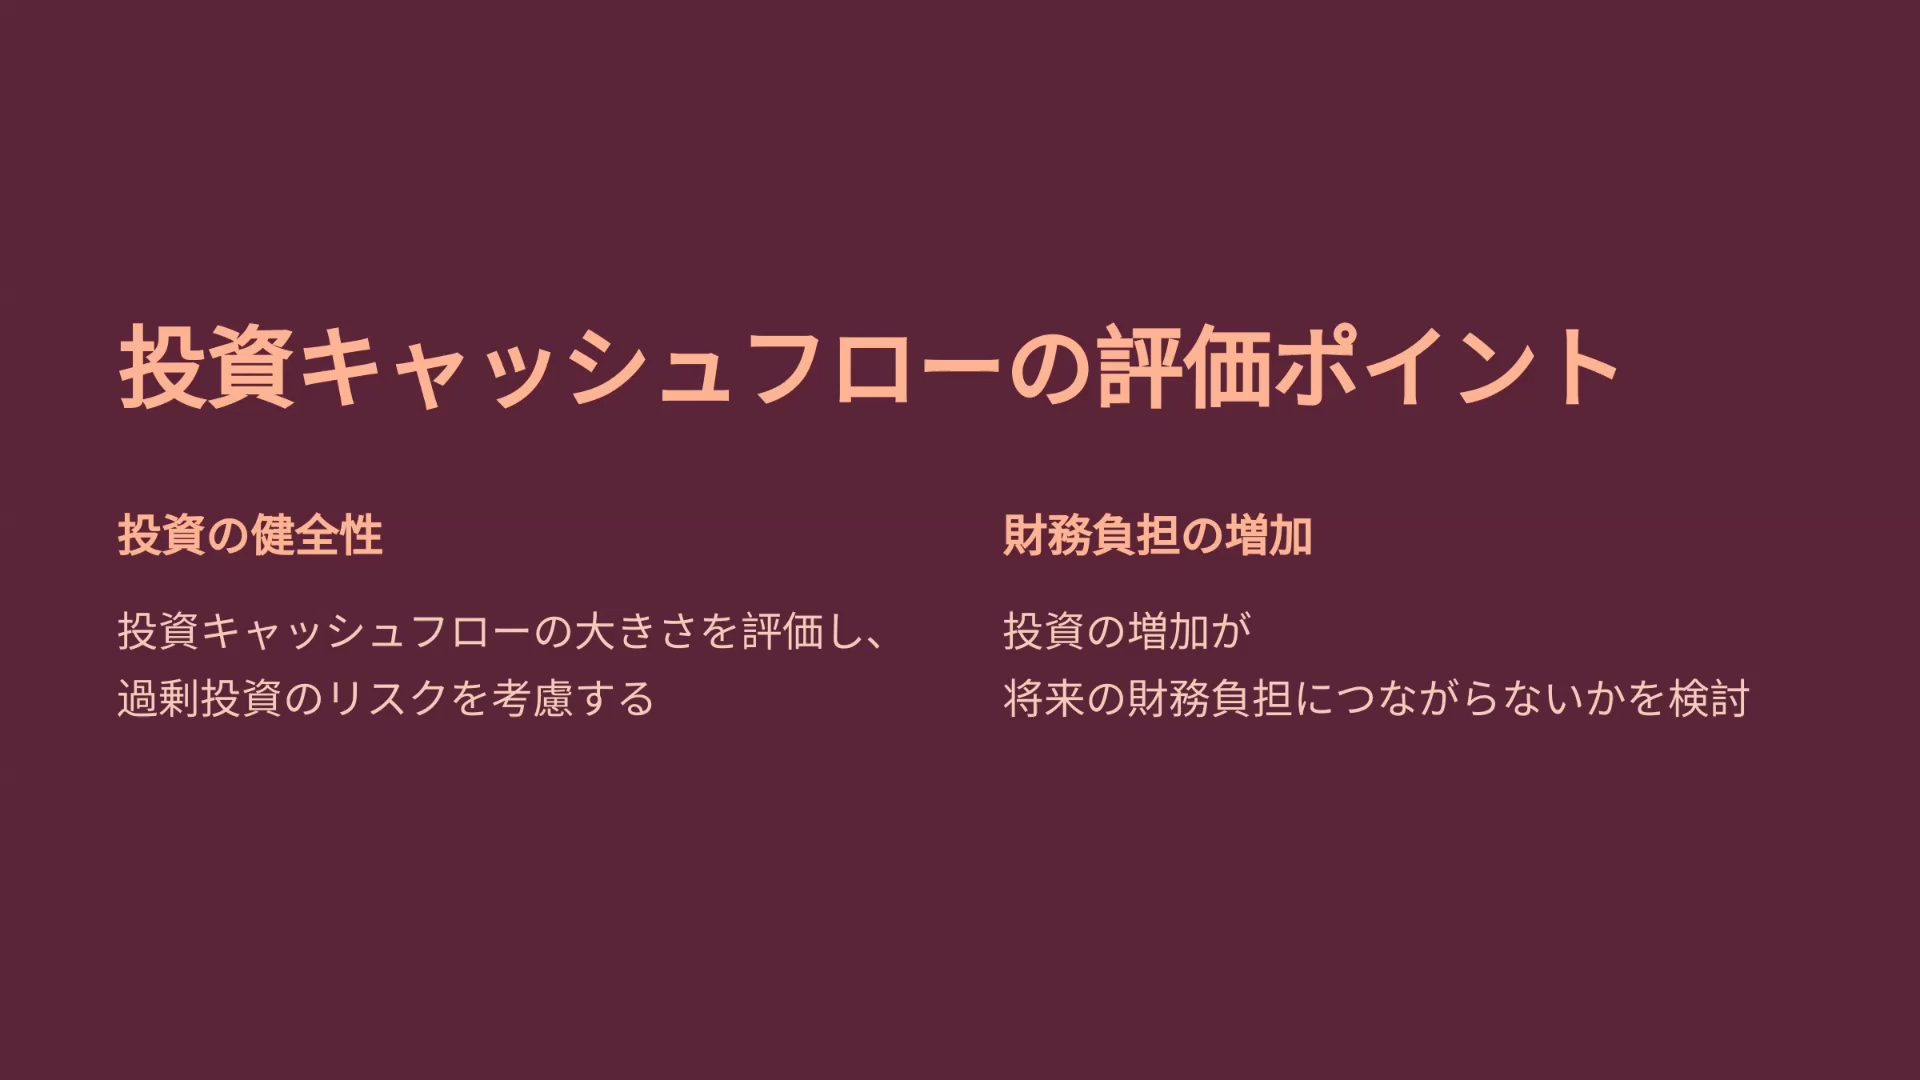 投資キャッシュフローの評価ポイント
投資の健全性
投資キャッシュフローの大きさを評価し、
過剰投資のリスクを考慮する
財務負担の増加
投資の増加が
将来の財務負担につながらないかを検討